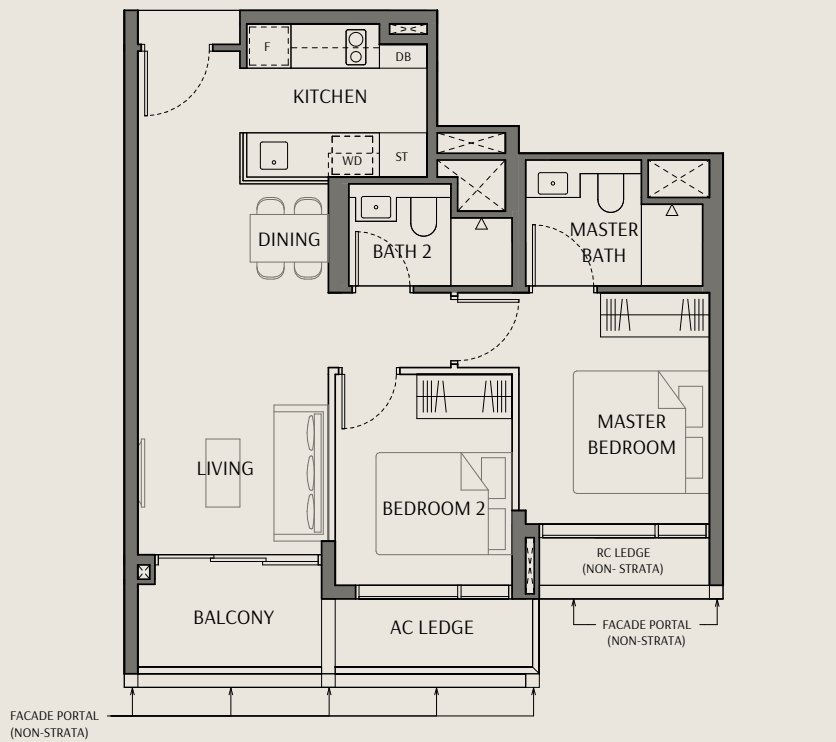 F
DB
KITCHEN
WD
ST
DINING
BATH 2
MASTER
BATH
LIVING
MASTER
BEDROOM
BEDROOM 2
RC LEDGE
(NON- STRATA)
BALCONY
AC LEDGE
FACADE PORTAL
(NON-STRATA)
FACADE PORTAL
(NON-STRATA)